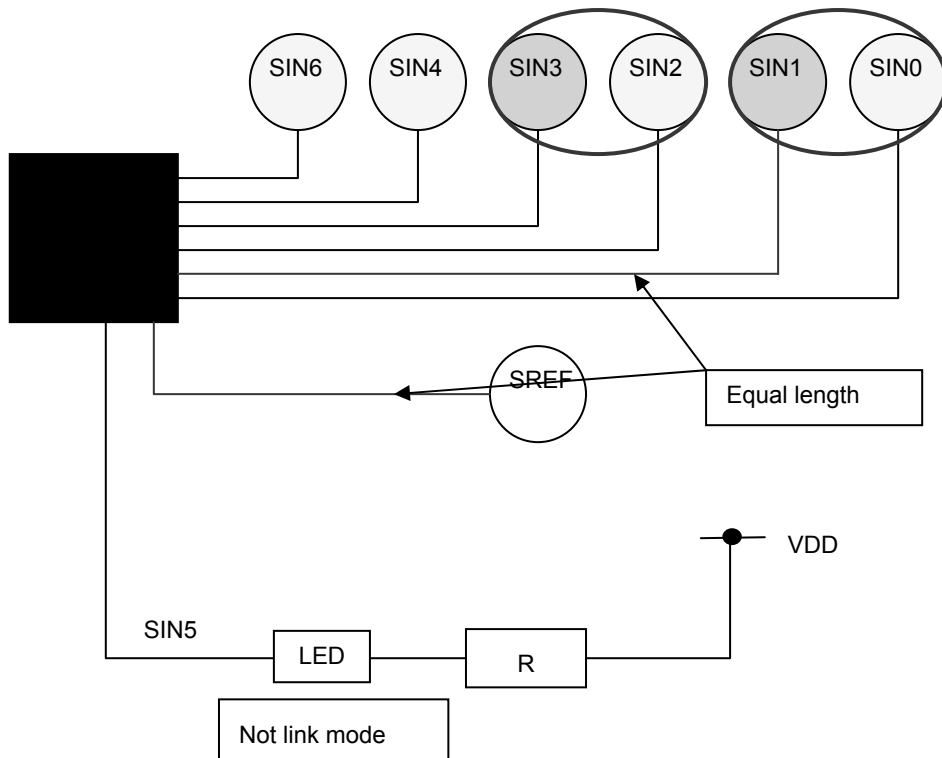 SIN6
SIN4
SIN3
SIN2
SIN1
SIN0
SREF
Equal length
VDD
SIN5
LED
R
Not link mode